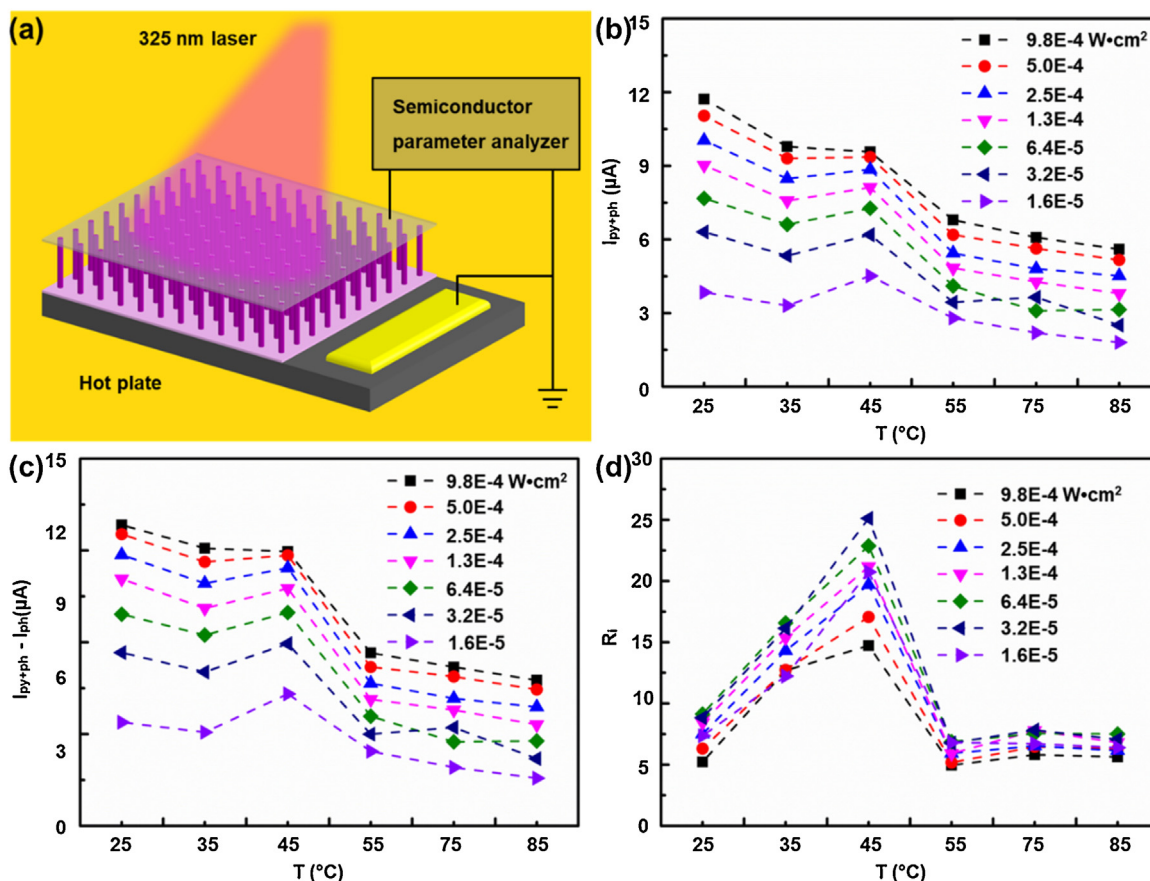 (a)
325 nm laser
Semiconductor
parameter analyzer
Hot plate
(b)
15
12
9
6
3
0
I_py+ph (μA)
9.8E-4 W•cm²
5.0E-4
2.5E-4
1.3E-4
6.4E-5
3.2E-5
1.6E-5
25 35 45 55 75 85
T (°C)
(c)
15
12
9
6
3
0
I_py+ph - I_ph(μA)
9.8E-4 W•cm²
5.0E-4
2.5E-4
1.3E-4
6.4E-5
3.2E-5
1.6E-5
25 35 45 55 75 85
T (°C)
(d)
30
25
20
15
10
5
0
R_i
9.8E-4 W•cm²
5.0E-4
2.5E-4
1.3E-4
6.4E-5
3.2E-5
1.6E-5
25 35 45 55 75 85
T (°C)